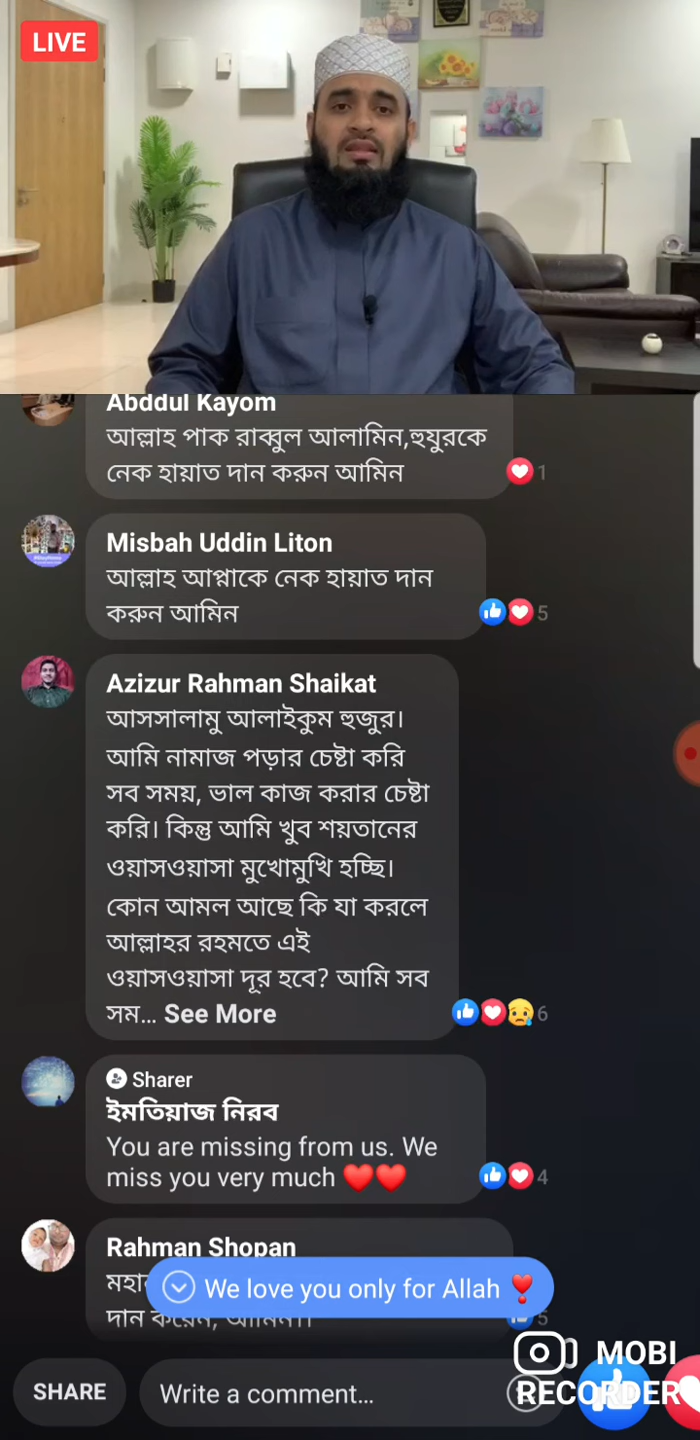 LIVE
Abddul Kayom
আল্লাহ পাক রাব্বুল আলামিন,হুযুরকে
নেক হায়াত দান করুন আমিন
1
Misbah Uddin Liton
আল্লাহ আপ্নাকে নেক হায়াত দান
করুন আমিন
5
Azizur Rahman Shaikat
আসসালামু আলাইকুম হুজুর।
আমি নামাজ পড়ার চেষ্টা করি
সব সময়, ভাল কাজ করার চেষ্টা
করি। কিন্তু আমি খুব শয়তানের
ওয়াসওয়াসা মুখোমুখি হচ্ছি।
কোন আমল আছে কি যা করলে
আল্লাহর রহমতে এই
ওয়াসওয়াসা দূর হবে? আমি সব
সম... See More
6
Sharer
ইমতিয়াজ নিরব
You are missing from us. We
miss you very much ❤️❤️
4
Rahman Shopan
We love you only for Allah ❣️
দান করেন,
5
SHARE
Write a comment...
MOBI
RECORDER